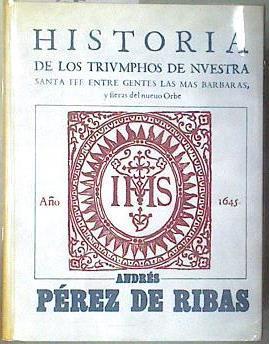 HISTORIA
DE LOS TRIVMPHOS DE NVESTRA
SANTA FEE ENTRE GENTES LAS MAS BARBARAS,
y fieras del nueuo Orbe
IHS
Año 1645.
ANDRÉS
PÉREZ DE RIBAS